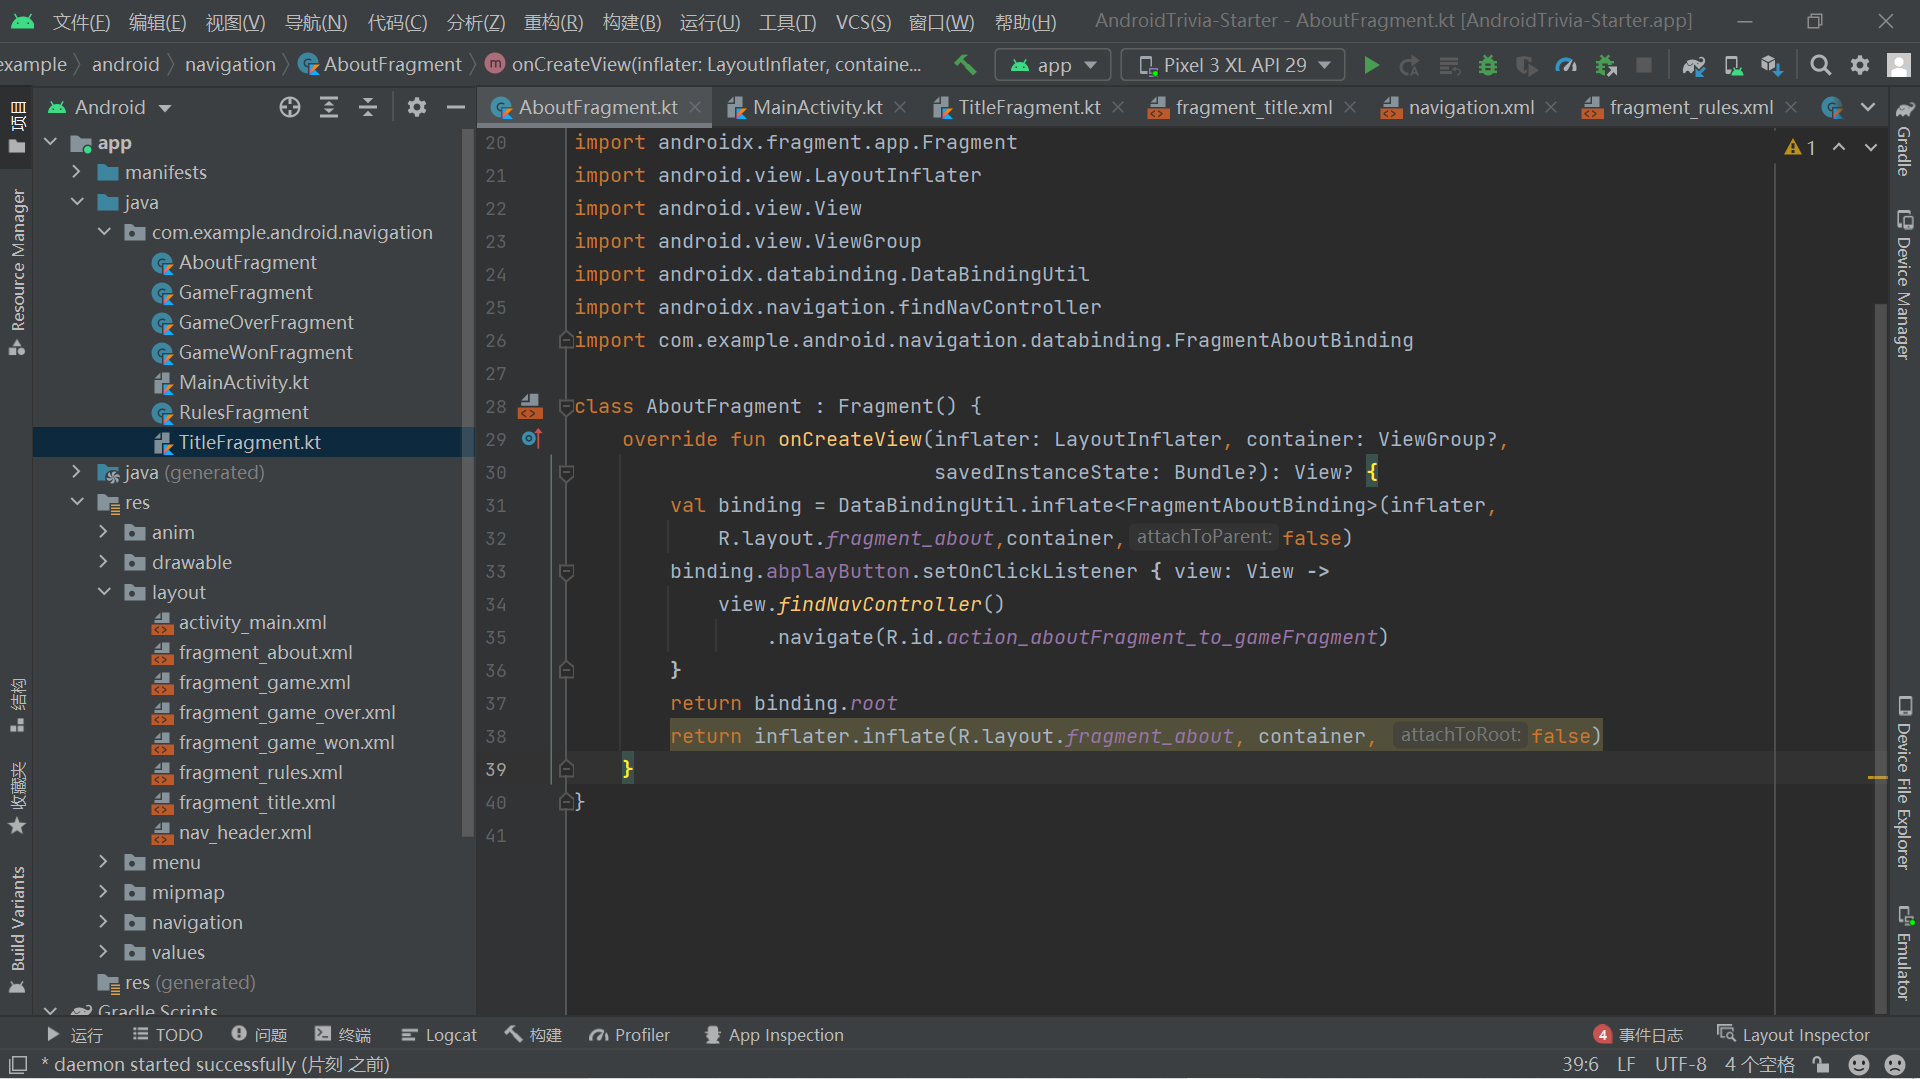 文件(F) 编辑(E) 视图(V) 导航(N) 代码(C) 分析(Z) 重构(R) 构建(B) 运行(U) 工具(T) VCS(S) 窗口(W) 帮助(H) AndroidTrivia-Starter - AboutFragment.kt [AndroidTrivia-Starter.app]
example android navigation AboutFragment onCreateView(inflater: LayoutInflater, containe... app Pixel 3 XL API 29
Android
AboutFragment.kt MainActivity.kt TitleFragment.kt fragment_title.xml navigation.xml fragment_rules.xml
项目
Resource Manager
结构
收藏夹
Build Variants
app
manifests
java
com.example.android.navigation
AboutFragment
GameFragment
GameOverFragment
GameWonFragment
MainActivity.kt
RulesFragment
TitleFragment.kt
java (generated)
res
anim
drawable
layout
activity_main.xml
fragment_about.xml
fragment_game.xml
fragment_game_over.xml
fragment_game_won.xml
fragment_rules.xml
fragment_title.xml
nav_header.xml
menu
mipmap
navigation
values
res (generated)
Gradle Scripts
20 import androidx.fragment.app.Fragment
21 import android.view.LayoutInflater
22 import android.view.View
23 import android.view.ViewGroup
24 import androidx.databinding.DataBindingUtil
25 import androidx.navigation.findNavController
26 import com.example.android.navigation.databinding.FragmentAboutBinding
27
28 class AboutFragment : Fragment() {
29 override fun onCreateView(inflater: LayoutInflater, container: ViewGroup?,
30 savedInstanceState: Bundle?): View? {
31 val binding = DataBindingUtil.inflate<FragmentAboutBinding>(inflater,
32 R.layout.fragment_about,container, attachToParent: false)
33 binding.abplayButton.setOnClickListener { view: View ->
34 view.findNavController()
35 .navigate(R.id.action_aboutFragment_to_gameFragment)
36 }
37 return binding.root
38 return inflater.inflate(R.layout.fragment_about, container, attachToRoot: false)
39 }
40 }
41
1
Gradle
Device Manager
Device File Explorer
Emulator
运行 TODO 问题 终端 Logcat 构建 Profiler App Inspection 4 事件日志 Layout Inspector
* daemon started successfully (片刻 之前) 39:6 LF UTF-8 4 个空格